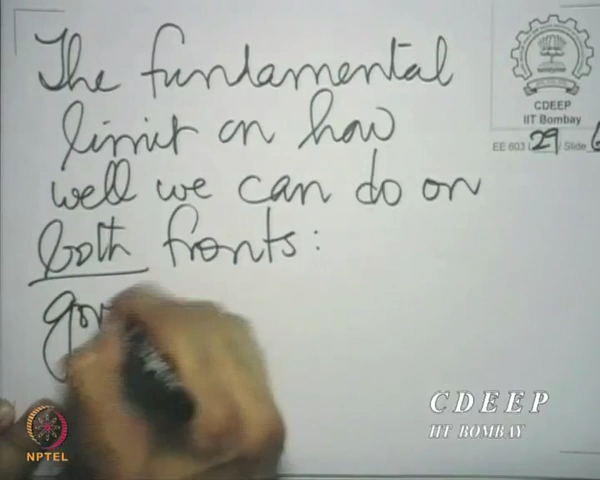 The fundamental
limit on how
well we can do on
both fronts:
CDEEP
IIT Bombay
EE 603 L 29 / Slide 6
CDEEP
IIT BOMBAY
NPTEL